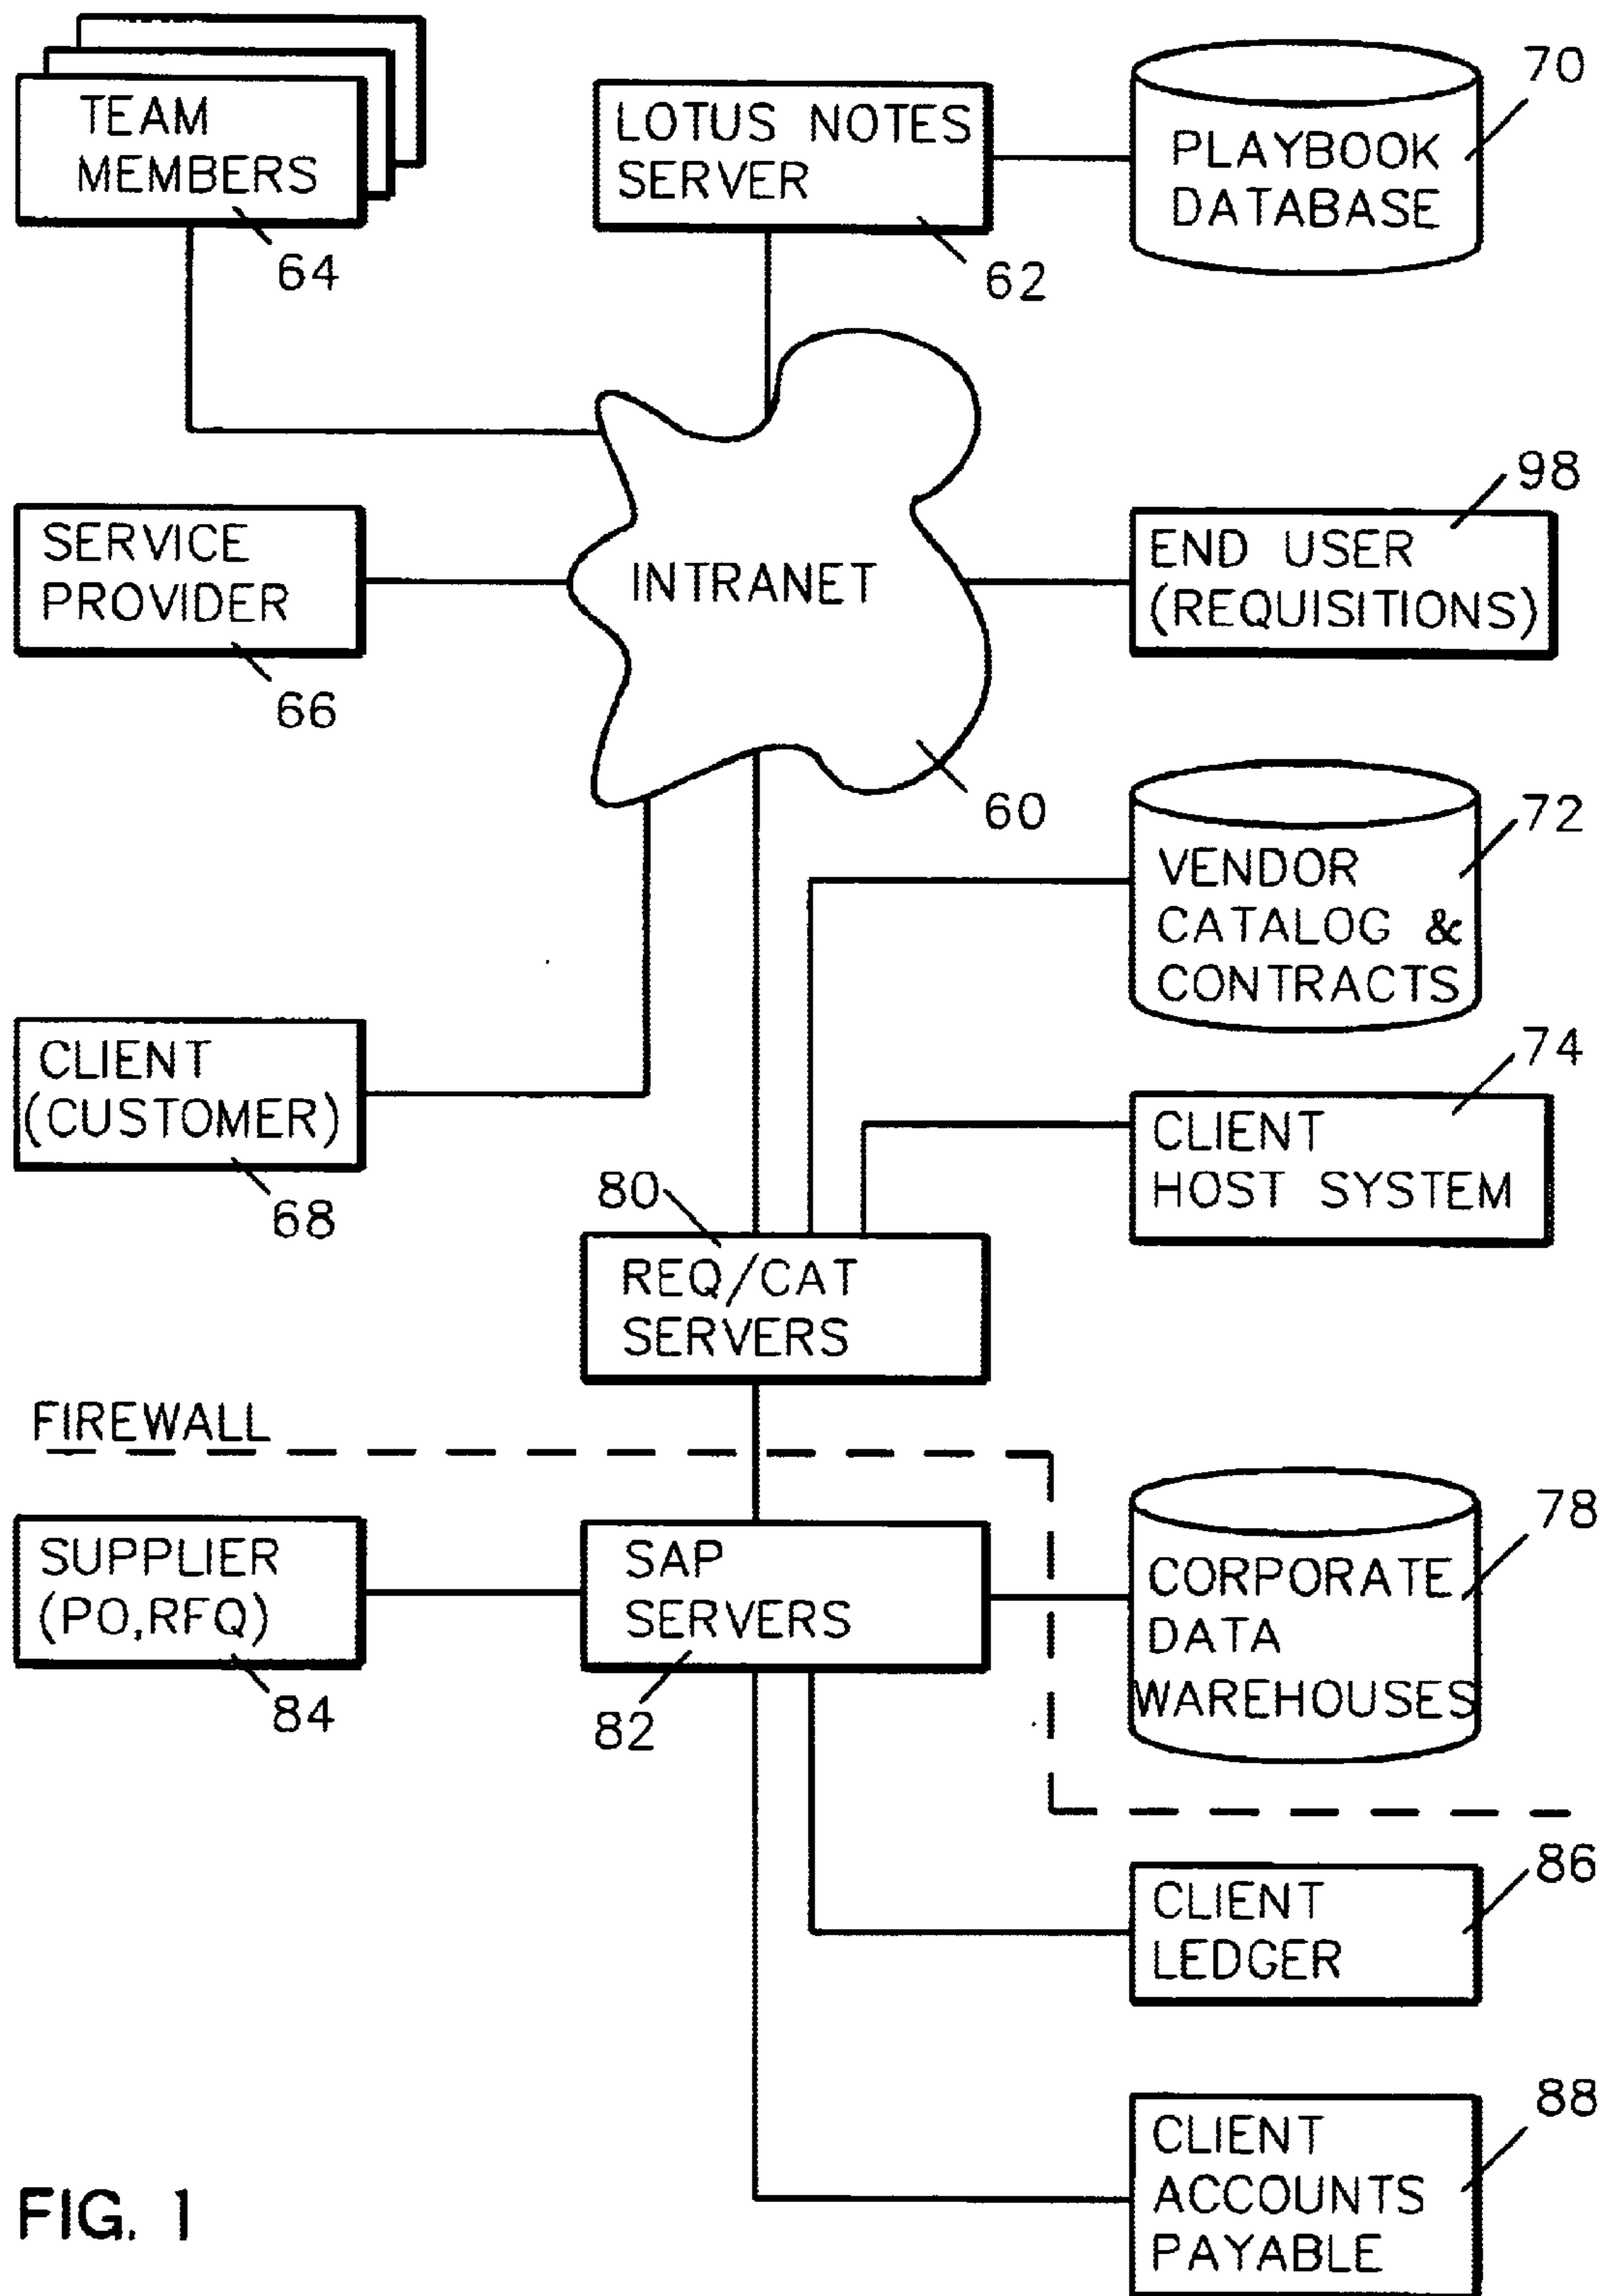 TEAM
MEMBERS
64
LOTUS NOTES
SERVER
62
70
PLAYBOOK
DATABASE
SERVICE
PROVIDER
66
INTRANET
60
98
END USER
(REQUISITIONS)
72
VENDOR
CATALOG &
CONTRACTS
CLIENT
(CUSTOMER)
68
74
CLIENT
HOST SYSTEM
80
REQ/CAT
SERVERS
FIREWALL
SUPPLIER
(PO,RFQ)
84
SAP
SERVERS
82
78
CORPORATE
DATA
WAREHOUSES
86
CLIENT
LEDGER
88
CLIENT
ACCOUNTS
PAYABLE
FIG. 1